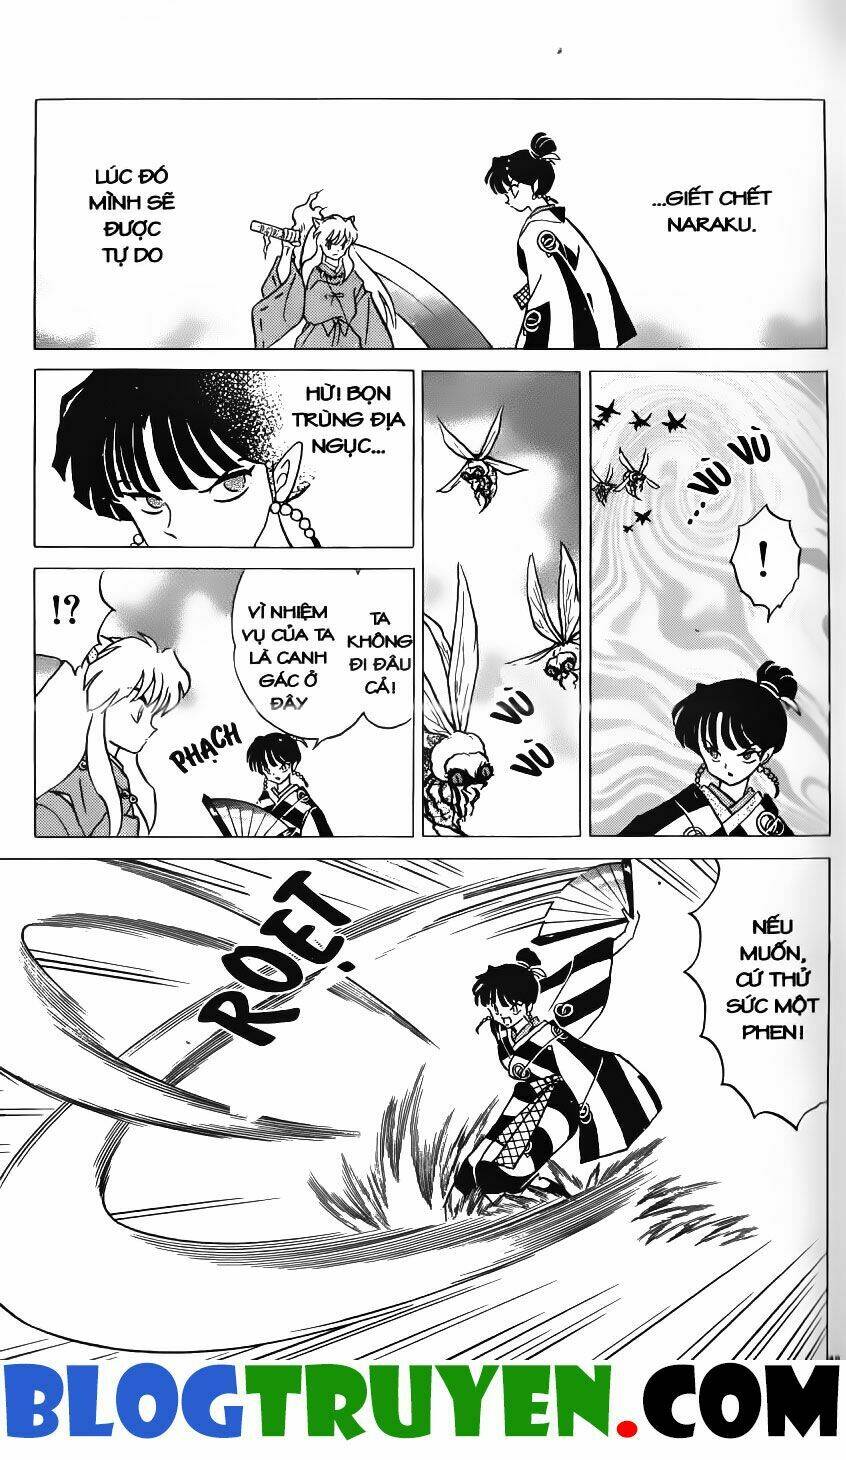 ...GIẾT CHẾT
NARAKU.
LÚC ĐÓ
MÌNH SẼ
ĐƯỢC
TỰ DO
...VÙ VÙ
!
VÙ
VÙ
HỪ! BỌN
TRÙNG ĐỊA
NGỤC...
TA
KHÔNG
ĐI ĐÂU
CẢ!
VÌ NHIỆM
VỤ CỦA TA
LÀ CANH
GÁC Ở
ĐÂY
PHẠCH
!?
NẾU
MUỐN,
CỨ THỬ
SỨC MỘT
PHEN!
ROẸT
BLOGTRUYEN.COM